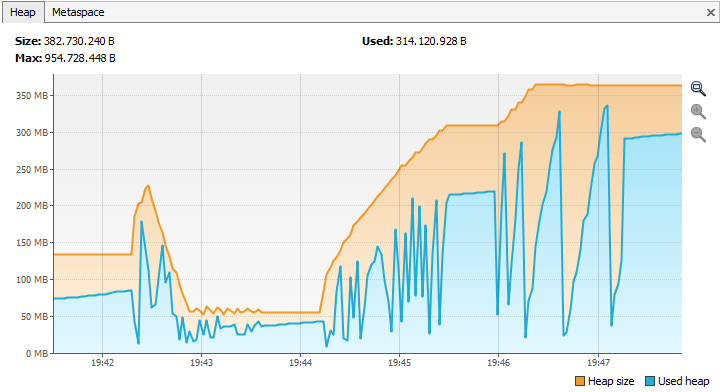 Heap Metaspace
Size: 382.730.240 B Used: 314.120.928 B
Max: 954.728.448 B
350 MB
300 MB
250 MB
200 MB
150 MB
100 MB
50 MB
0 MB
19:42 19:43 19:44 19:45 19:46 19:47
Heap size Used heap